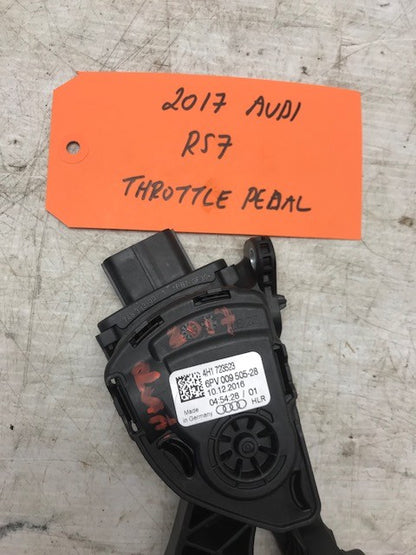 2017 AUDI
RS7
THROTTLE PEDAL
2017
4H1 723523
6PV 009 505-28
10.12.2016
04:54:28 / 01
Made
in Germany
HLR